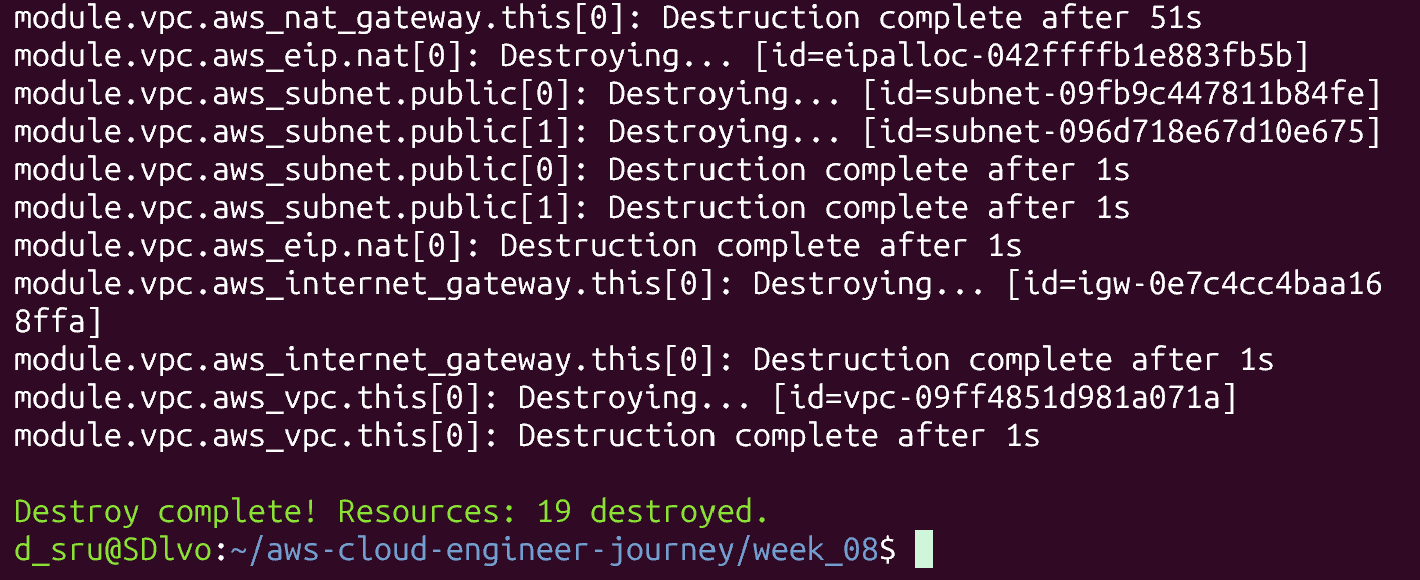 module.vpc.aws_nat_gateway.this[0]: Destruction complete after 51s
module.vpc.aws_eip.nat[0]: Destroying... [id=eipalloc-042ffffb1e883fb5b]
module.vpc.aws_subnet.public[0]: Destroying... [id=subnet-09fb9c447811b84fe]
module.vpc.aws_subnet.public[1]: Destroying... [id=subnet-096d718e67d10e675]
module.vpc.aws_subnet.public[0]: Destruction complete after 1s
module.vpc.aws_subnet.public[1]: Destruction complete after 1s
module.vpc.aws_eip.nat[0]: Destruction complete after 1s
module.vpc.aws_internet_gateway.this[0]: Destroying... [id=igw-0e7c4cc4baa16
8ffa]
module.vpc.aws_internet_gateway.this[0]: Destruction complete after 1s
module.vpc.aws_vpc.this[0]: Destroying... [id=vpc-09ff4851d981a071a]
module.vpc.aws_vpc.this[0]: Destruction complete after 1s
Destroy complete! Resources: 19 destroyed.
d_sru@SDlvo:~/aws-cloud-engineer-journey/week_08$